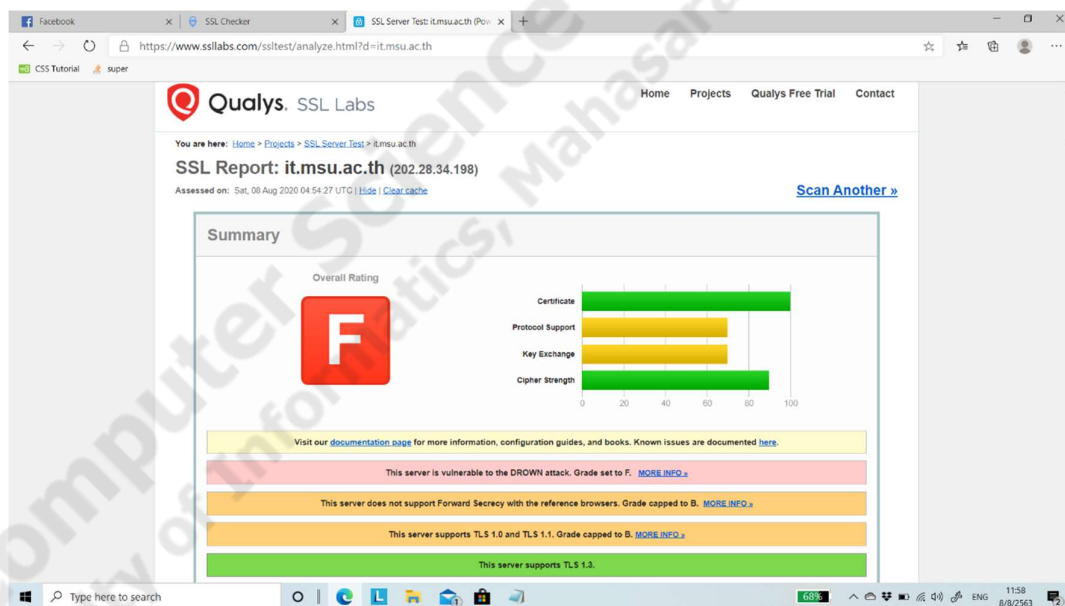 Facebook
SSL Checker
SSL Server Test: it.msu.ac.th (Pow
https://www.ssllabs.com/ssltest/analyze.html?d=it.msu.ac.th
CSS Tutorial super
Qualys. SSL Labs
Home Projects Qualys Free Trial Contact
You are here: Home > Projects > SSL Server Test > it.msu.ac.th
SSL Report: it.msu.ac.th (202.28.34.198)
Assessed on: Sat, 08 Aug 2020 04:54:27 UTC | Hide | Clear cache
Scan Another »
Summary
Overall Rating
F
Certificate
Protocol Support
Key Exchange
Cipher Strength
0 20 40 60 80 100
Visit our documentation page for more information, configuration guides, and books. Known issues are documented here.
This server is vulnerable to the DROWN attack. Grade set to F. MORE INFO »
This server does not support Forward Secrecy with the reference browsers. Grade capped to B. MORE INFO »
This server supports TLS 1.0 and TLS 1.1. Grade capped to B. MORE INFO »
This server supports TLS 1.3.
Type here to search
L
68%
ENG
11:58
8/8/2563
2
omputer Science
ty of Informatics, Mahasara